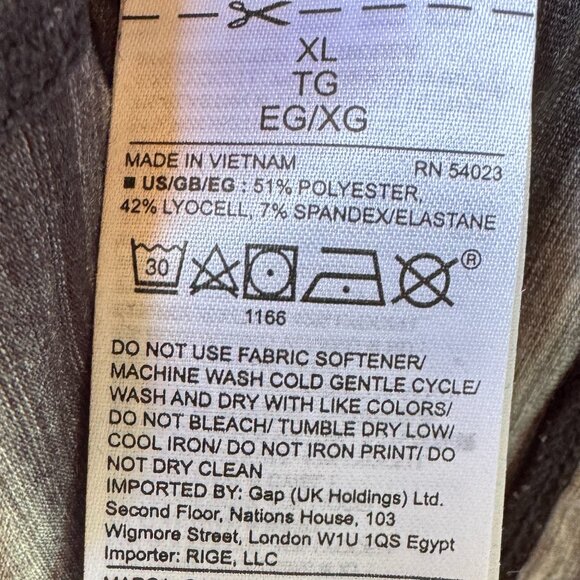 XL
TG
EG/XG
MADE IN VIETNAM RN 54023
■ US/GB/EG : 51% POLYESTER,
42% LYOCELL, 7% SPANDEX/ELASTANE
30 ®
1166
DO NOT USE FABRIC SOFTENER/
MACHINE WASH COLD GENTLE CYCLE/
WASH AND DRY WITH LIKE COLORS/
DO NOT BLEACH/ TUMBLE DRY LOW/
COOL IRON/ DO NOT IRON PRINT/ DO
NOT DRY CLEAN
IMPORTED BY: Gap (UK Holdings) Ltd.
Second Floor, Nations House, 103
Wigmore Street, London W1U 1QS Egypt
Importer: RIGE, LLC